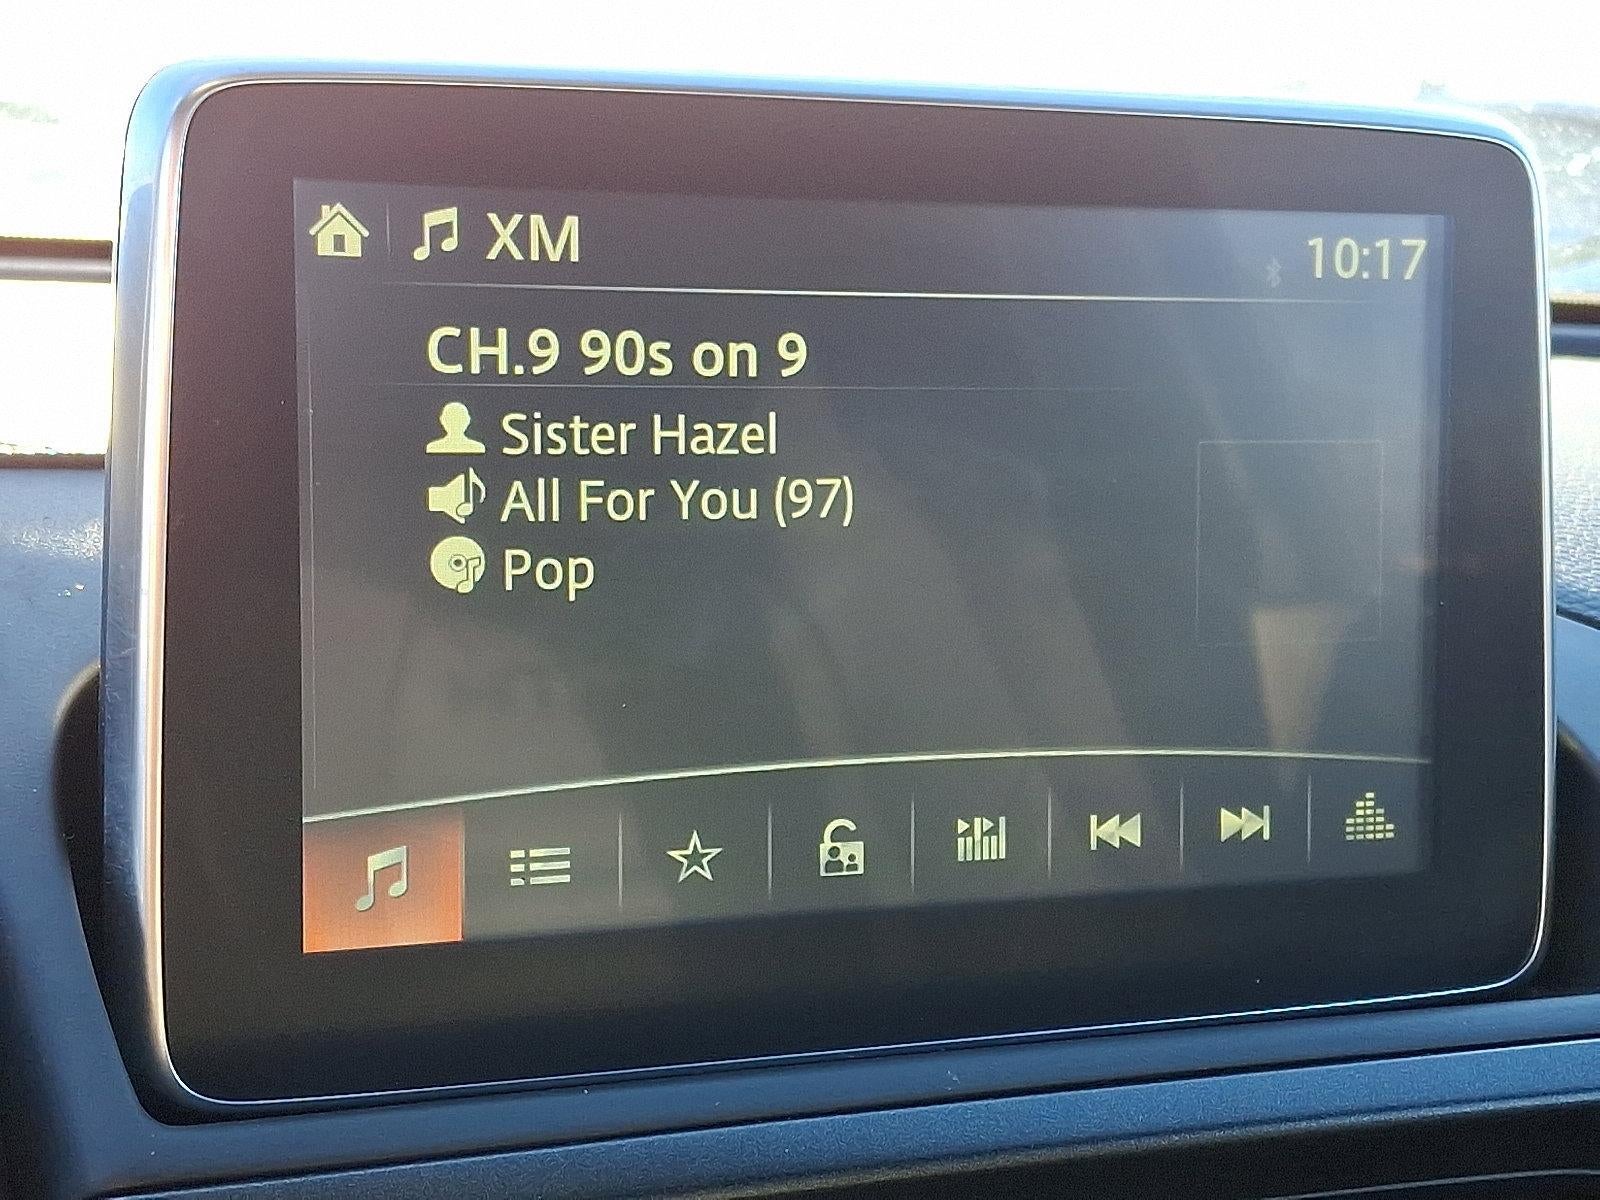 XM
10:17
CH.9 90s on 9
Sister Hazel
All For You (97)
Pop